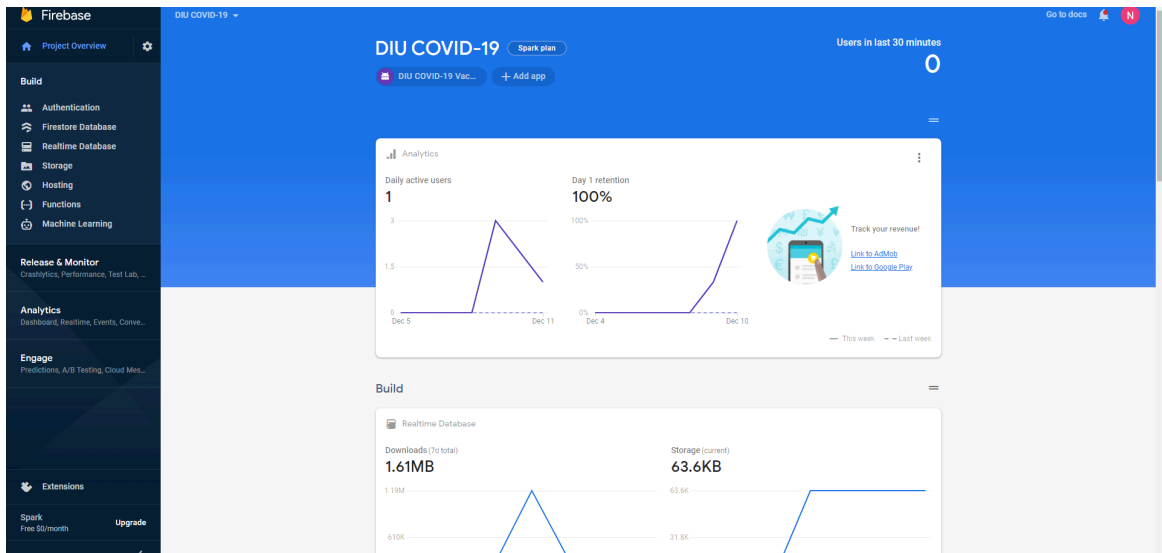 Firebase
Project Overview
Build
Authentication
Firestore Database
Realtime Database
Storage
Hosting
Functions
Machine Learning
Release & Monitor
Crashlytics, Performance, Test Lab, ...
Analytics
Dashboard, Realtime, Events, Conve...
Engage
Predictions, A/B Testing, Cloud Mes...
Extensions
Spark
Free $0/month
Upgrade
DIU COVID-19
Go to docs
N
DIU COVID-19
Spark plan
DIU COVID-19 Vac...
+ Add app
Users in last 30 minutes
0
Analytics
Daily active users
1
3
1.5
0
Dec 5
Dec 11
Day 1 retention
100%
100%
50%
0%
Dec 4
Dec 10
Track your revenue!
Link to AdMob
Link to Google Play
This week
Last week
Build
Realtime Database
Downloads (7d total)
1.61MB
1.19M
610K
Storage (current)
63.6KB
63.6K
31.8K